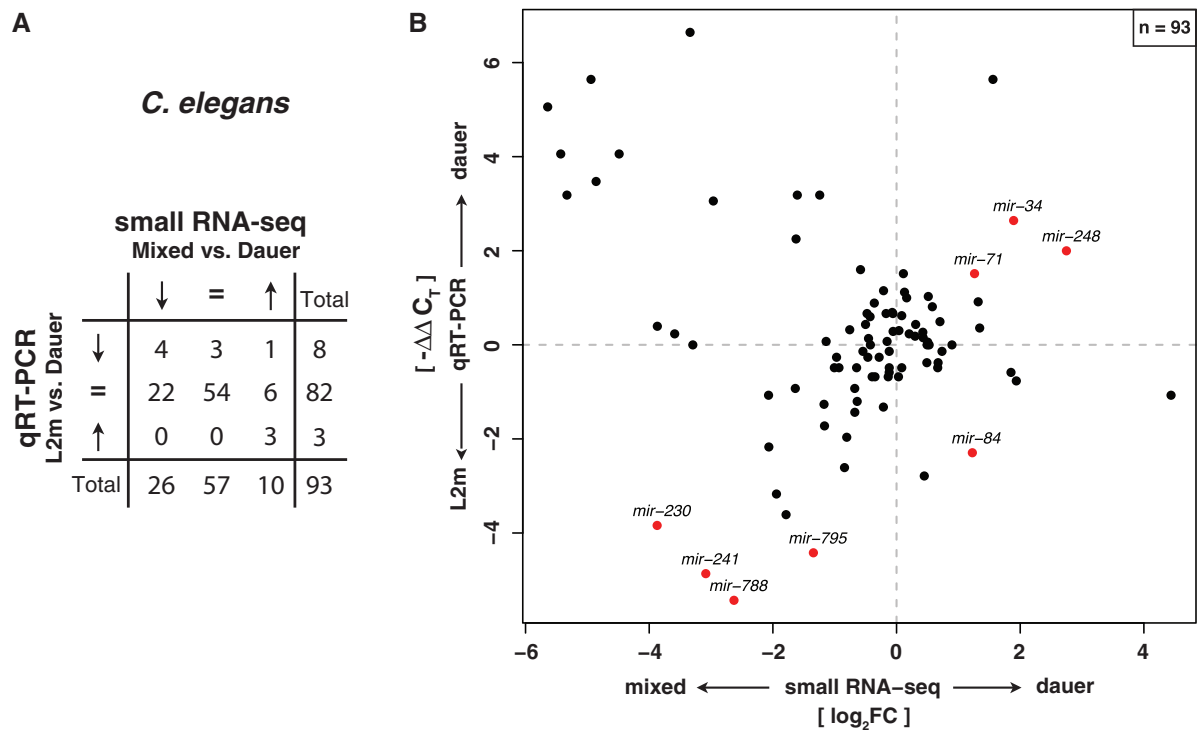 A
C. elegans
small RNA-seq
Mixed vs. Dauer
↓ = ↑ Total
qRT-PCR
L2m vs. Dauer
↓ 4 3 1 8
= 22 54 6 82
↑ 0 0 3 3
Total 26 57 10 93
B
n = 93
6
4
2
0
−2
−4
[ -ΔΔCT ]
L2m ← qRT-PCR → dauer
mir−34
mir−248
mir−71
mir−84
mir−230
mir−795
mir−241
mir−788
−6 −4 −2 0 2 4
mixed ← small RNA−seq → dauer
[ log2FC ]